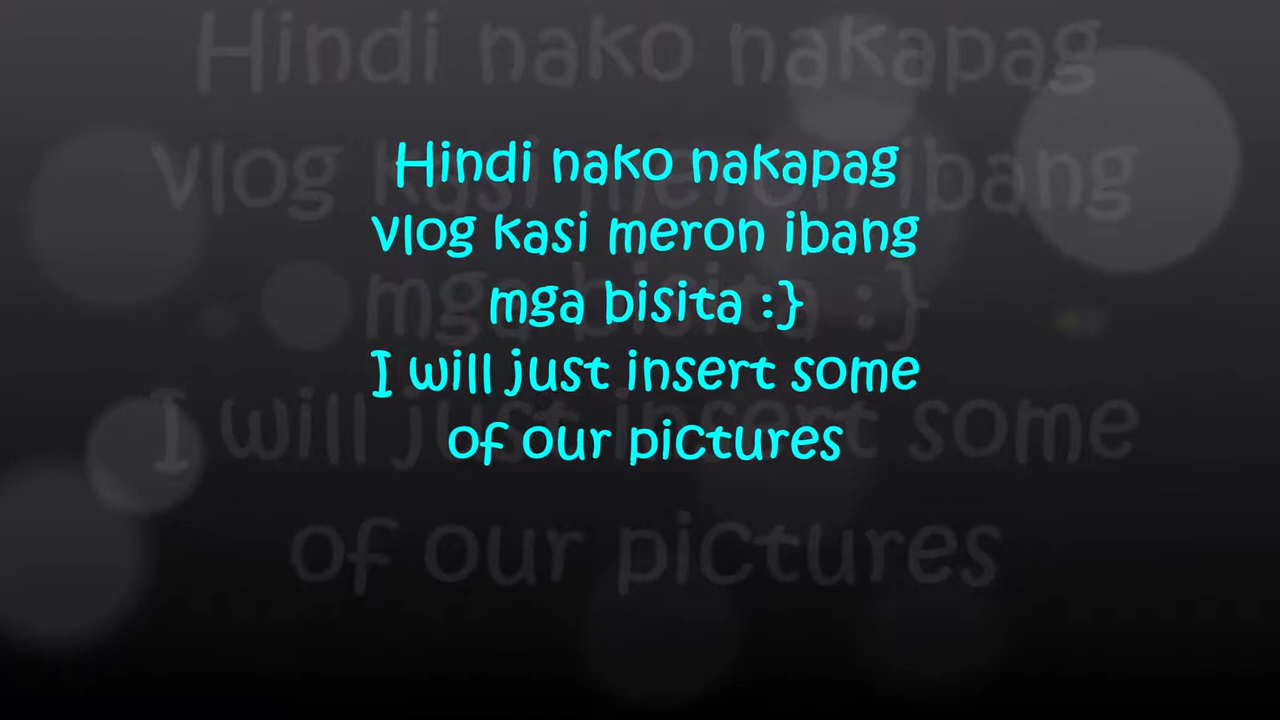 Hindi nako nakapag
vlog kasi meron ibang
mga bisita :}
I will just insert some
of our pictures